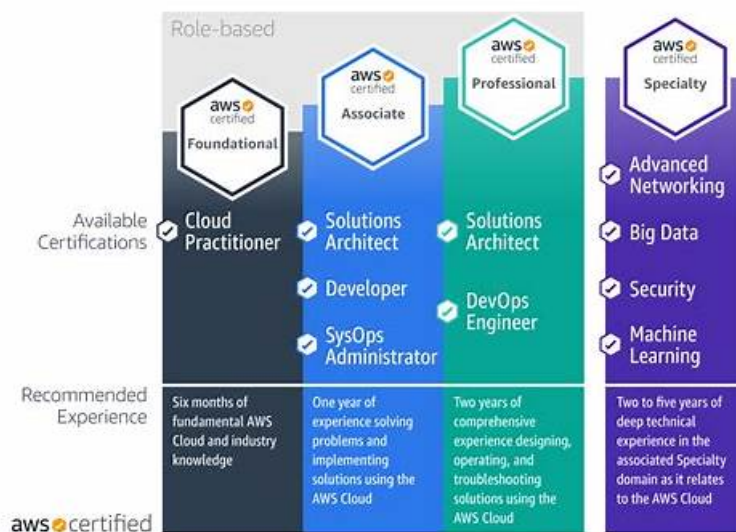 Role-based
aws certified
Foundational
aws certified
Associate
aws certified
Professional
aws certified
Specialty
Available
Certifications
Cloud
Practitioner
Solutions
Architect
Developer
SysOps
Administrator
Solutions
Architect
DevOps
Engineer
Advanced
Networking
Big Data
Security
Machine
Learning
Recommended
Experience
Six months of
fundamental AWS
Cloud and industry
knowledge
One year of
experience solving
problems and
implementing
solutions using the
AWS Cloud
Two years of
comprehensive
experience designing,
operating, and
troubleshooting
solutions using the
AWS Cloud
Two to five years of
deep technical
experience in the
associated Specialty
domain as it relates
to the AWS Cloud
aws certified